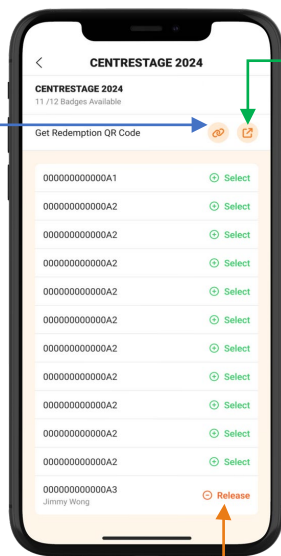 CENTRESTAGE 2024
CENTRESTAGE 2024
11 /12 Badges Available
Get Redemption QR Code
000000000000A1 Select
000000000000A2 Select
000000000000A2 Select
000000000000A2 Select
000000000000A2 Select
000000000000A2 Select
000000000000A2 Select
000000000000A2 Select
000000000000A2 Select
000000000000A2 Select
000000000000A2 Select
000000000000A3 Release
Jimmy Wong